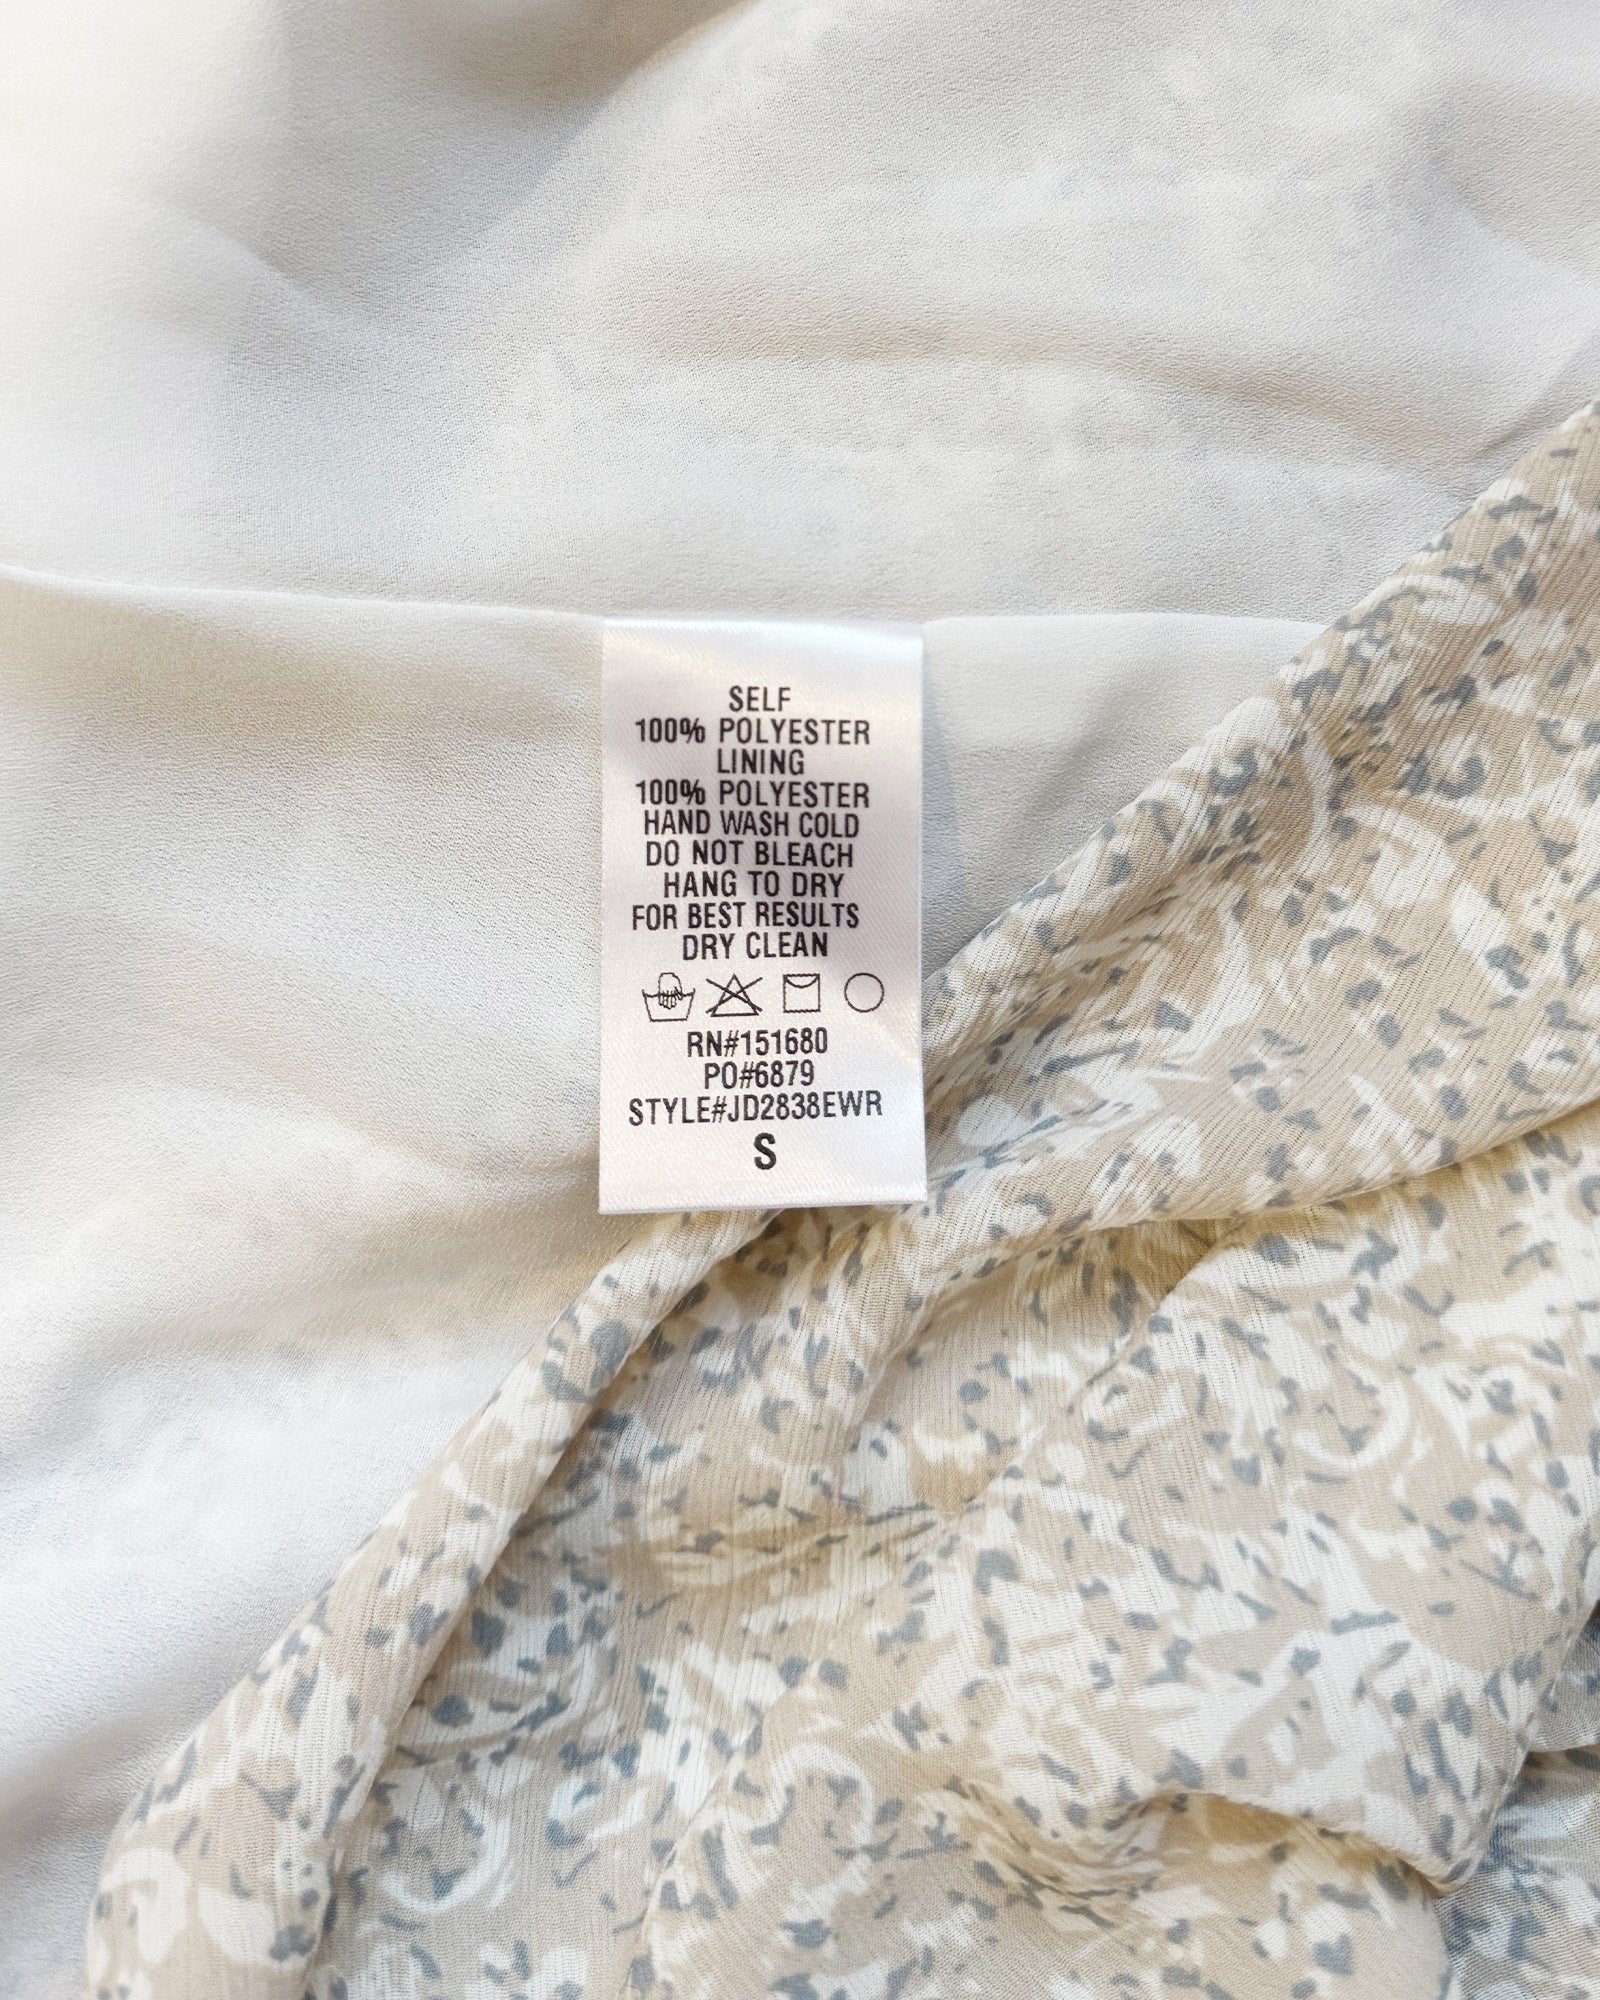 SELF
100% POLYESTER
LINING
100% POLYESTER
HAND WASH COLD
DO NOT BLEACH
HANG TO DRY
FOR BEST RESULTS
DRY CLEAN
RN#151680
PO#6879
STYLE#JD2838EWR
S